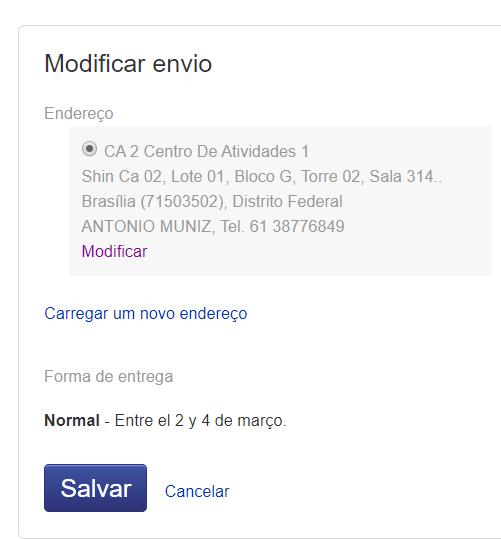 Modificar envio
Endereço
CA 2 Centro De Atividades 1
Shin Ca 02, Lote 01, Bloco G, Torre 02, Sala 314..
Brasília (71503502), Distrito Federal
ANTONIO MUNIZ, Tel. 61 38776849
Modificar
Carregar um novo endereço
Forma de entrega
Normal - Entre el 2 y 4 de março.
Salvar Cancelar